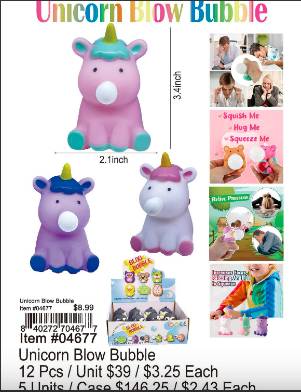 Unicorn Blow Bubble
3.4inch
2.1inch
Squish Me
Hug Me
Squeeze Me
Relieve Pressure
Unicorn Blow Bubble
Item #04677
$8.99
8 40272 70467 7
Item #04677
Unicorn Blow Bubble
12 Pcs / Unit $39 / $3.25 Each
5 Units / Case $146.25 / $2.43 Each